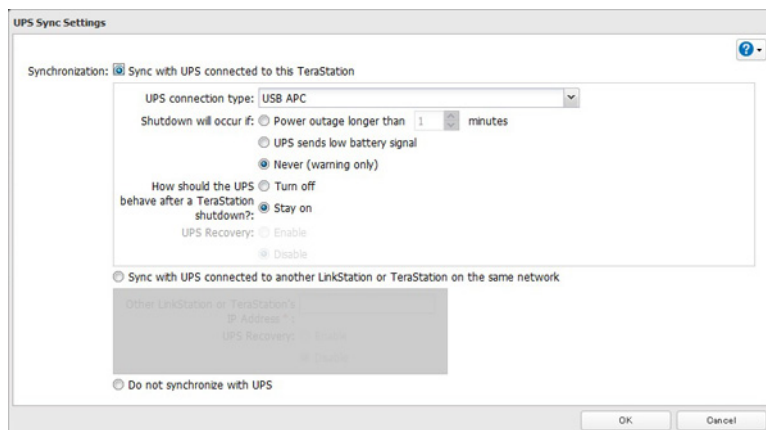 UPS Sync Settings
?
Synchronization: Sync with UPS connected to this TeraStation
UPS connection type: USB APC
Shutdown will occur if: Power outage longer than 1 minutes
UPS sends low battery signal
Never (warning only)
How should the UPS Turn off
behave after a TeraStation Stay on
shutdown?:
UPS Recovery: Enable
Disable
Sync with UPS connected to another LinkStation or TeraStation on the same network
Other LinkStation or TeraStation's
IP Address * :
UPS Recovery: Enable
Disable
Do not synchronize with UPS
OK Cancel